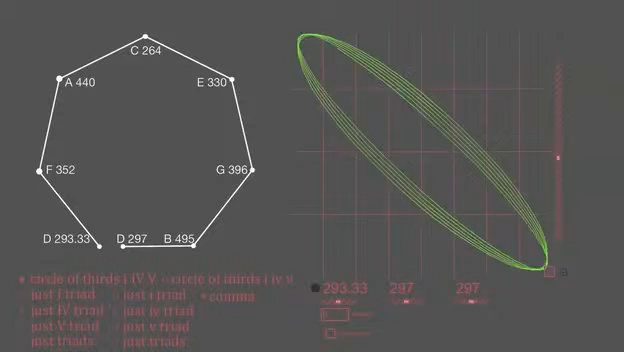 C 264
A 440
E 330
F 352
G 396
D 293.33
D 297
B 495
circle of thirds i IV V
circle of thirds i iv v
just I triad
just i triad
comma
just IV triad
just iv triad
just V triad
just v triad
just triads
just triads
293.33
297
297